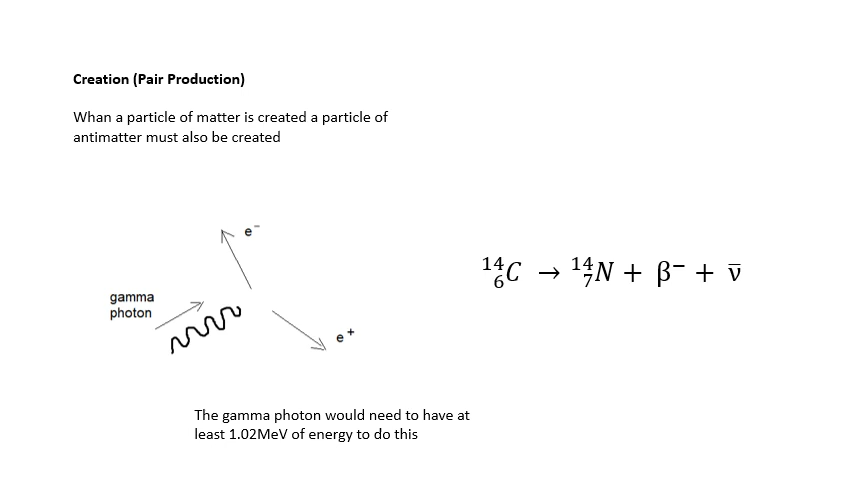 Creation (Pair Production)
Whan a particle of matter is created a particle of
antimatter must also be created
e⁻
gamma
photon
e⁺
¹⁴₆C → ¹⁴₇N + β⁻ + ν̅
The gamma photon would need to have at
least 1.02MeV of energy to do this